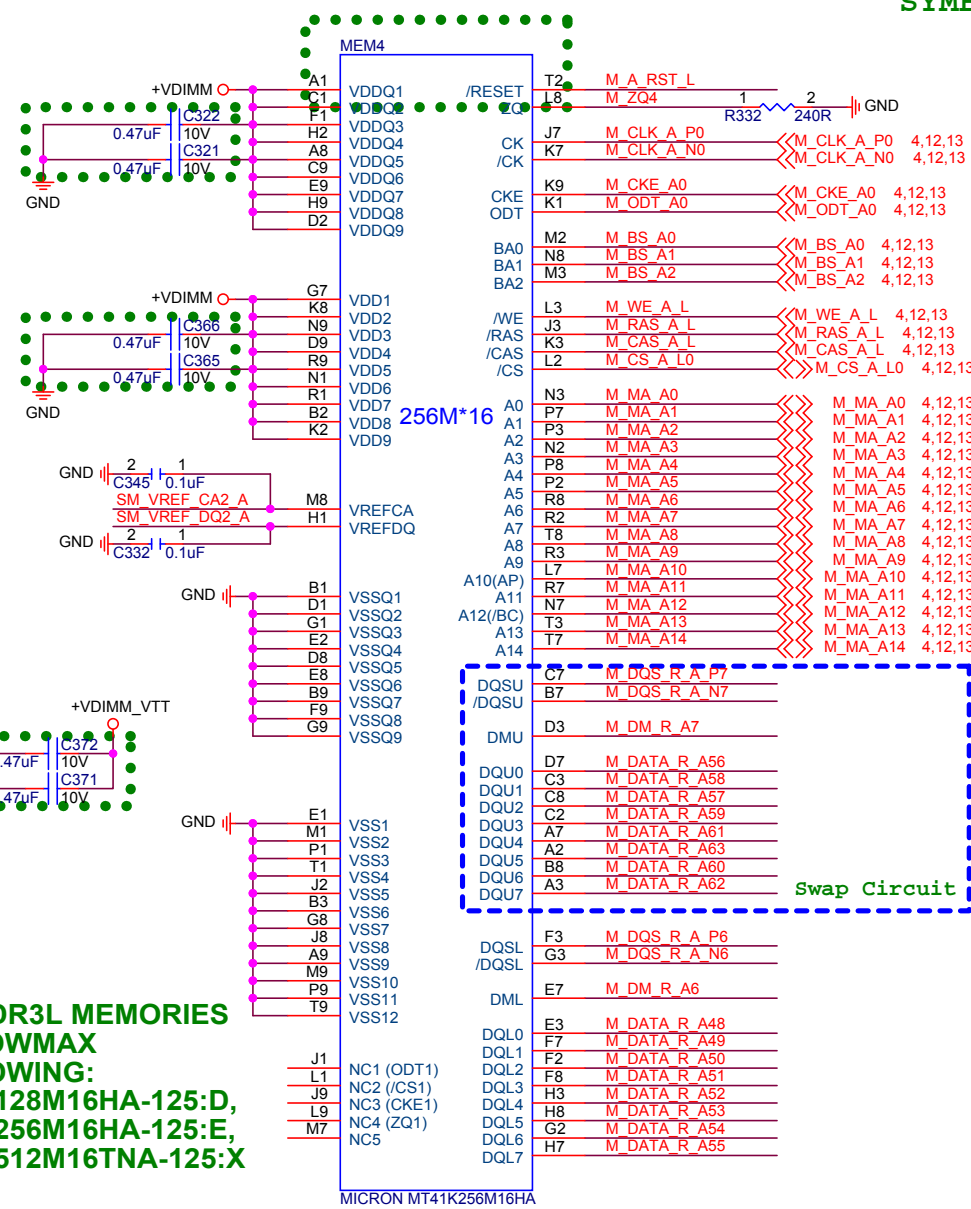 SYME
MEM4
+VDIMM
A1 VDDQ1
C1 VDDQ2
F1 VDDQ3
H2 VDDQ4
A8 VDDQ5
C9 VDDQ6
E9 VDDQ7
H9 VDDQ8
D2 VDDQ9
C322
0.47uF 10V
C321
0.47uF 10V
GND
+VDIMM
G7 VDD1
K8 VDD2
N9 VDD3
D9 VDD4
R9 VDD5
N1 VDD6
R1 VDD7
B2 VDD8
K2 VDD9
C366
0.47uF 10V
C365
0.47uF 10V
GND
256M*16
GND 2 1
C345 0.1uF
SM_VREF_CA2_A M8 VREFCA
SM_VREF_DQ2_A H1 VREFDQ
GND 2 1
C332 0.1uF
GND
B1 VSSQ1
D1 VSSQ2
G1 VSSQ3
E2 VSSQ4
D8 VSSQ5
E8 VSSQ6
B9 VSSQ7
F9 VSSQ8
G9 VSSQ9
+VDIMM_VTT
C372
.47uF 10V
C371
47uF 10V
GND
E1 VSS1
M1 VSS2
P1 VSS3
T1 VSS4
J2 VSS5
B3 VSS6
G8 VSS7
J8 VSS8
A9 VSS9
M9 VSS10
P9 VSS11
T9 VSS12
J1 NC1 (ODT1)
L1 NC2 (/CS1)
J9 NC3 (CKE1)
L9 NC4 (ZQ1)
M7 NC5
DR3L MEMORIES
OWMAX
OWING:
128M16HA-125:D,
256M16HA-125:E,
512M16TNA-125:X
/RESET T2 M_A_RST_L
ZQ L8 M_ZQ4 1 2 GND
R332 240R
CK J7 M_CLK_A_P0 M_CLK_A_P0 4,12,13
/CK K7 M_CLK_A_N0 M_CLK_A_N0 4,12,13
CKE K9 M_CKE_A0 M_CKE_A0 4,12,13
ODT K1 M_ODT_A0 M_ODT_A0 4,12,13
BA0 M2 M_BS_A0 M_BS_A0 4,12,13
BA1 N8 M_BS_A1 M_BS_A1 4,12,13
BA2 M3 M_BS_A2 M_BS_A2 4,12,13
/WE L3 M_WE_A_L M_WE_A_L 4,12,13
/RAS J3 M_RAS_A_L M_RAS_A_L 4,12,13
/CAS K3 M_CAS_A_L M_CAS_A_L 4,12,13
/CS L2 M_CS_A_L0 M_CS_A_L0 4,12,13
A0 N3 M_MA_A0 M_MA_A0 4,12,13
A1 P7 M_MA_A1 M_MA_A1 4,12,13
A2 P3 M_MA_A2 M_MA_A2 4,12,13
A3 N2 M_MA_A3 M_MA_A3 4,12,13
A4 P8 M_MA_A4 M_MA_A4 4,12,13
A5 P2 M_MA_A5 M_MA_A5 4,12,13
A6 R8 M_MA_A6 M_MA_A6 4,12,13
A7 R2 M_MA_A7 M_MA_A7 4,12,13
A8 T8 M_MA_A8 M_MA_A8 4,12,13
A9 R3 M_MA_A9 M_MA_A9 4,12,13
A10(AP) L7 M_MA_A10 M_MA_A10 4,12,13
A11 R7 M_MA_A11 M_MA_A11 4,12,13
A12(/BC) N7 M_MA_A12 M_MA_A12 4,12,13
A13 T3 M_MA_A13 M_MA_A13 4,12,13
A14 T7 M_MA_A14 M_MA_A14 4,12,13
DQSU C7 M_DQS_R_A_P7
/DQSU B7 M_DQS_R_A_N7
DMU D3 M_DM_R_A7
DQU0 D7 M_DATA_R_A56
DQU1 C3 M_DATA_R_A58
DQU2 C8 M_DATA_R_A57
DQU3 C2 M_DATA_R_A59
DQU4 A7 M_DATA_R_A61
DQU5 A2 M_DATA_R_A63
DQU6 B8 M_DATA_R_A60
DQU7 A3 M_DATA_R_A62
Swap Circuit
DQSL F3 M_DQS_R_A_P6
/DQSL G3 M_DQS_R_A_N6
DML E7 M_DM_R_A6
DQL0 E3 M_DATA_R_A48
DQL1 F7 M_DATA_R_A49
DQL2 F2 M_DATA_R_A50
DQL3 F8 M_DATA_R_A51
DQL4 H3 M_DATA_R_A52
DQL5 H8 M_DATA_R_A53
DQL6 G2 M_DATA_R_A54
DQL7 H7 M_DATA_R_A55
MICRON MT41K256M16HA